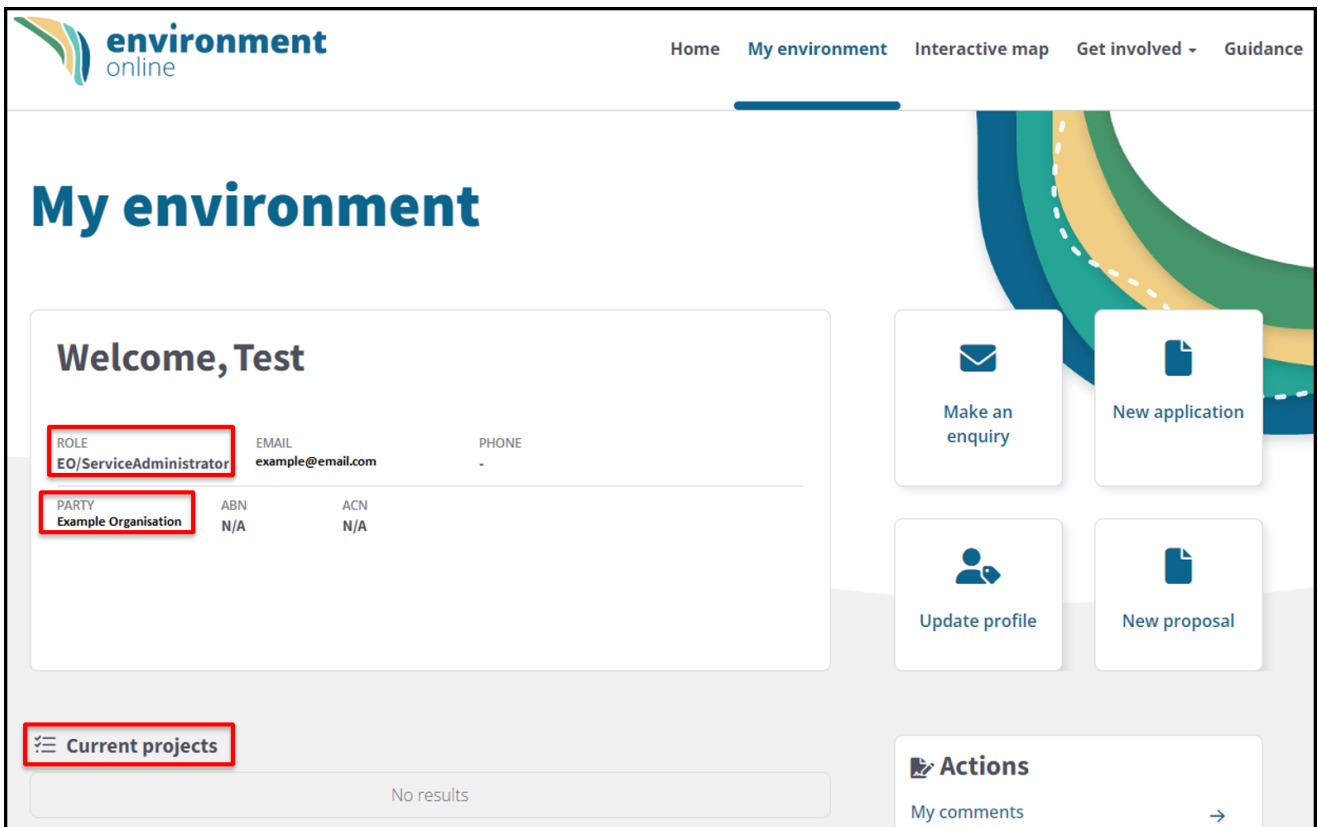 environment
online
Home My environment Interactive map Get involved Guidance
My environment
Welcome, Test
ROLE EMAIL PHONE
EO/ServiceAdministrator example@email.com -
PARTY ABN ACN
Example Organisation N/A N/A
Make an
enquiry
New application
Update profile
New proposal
Current projects
No results
Actions
My comments